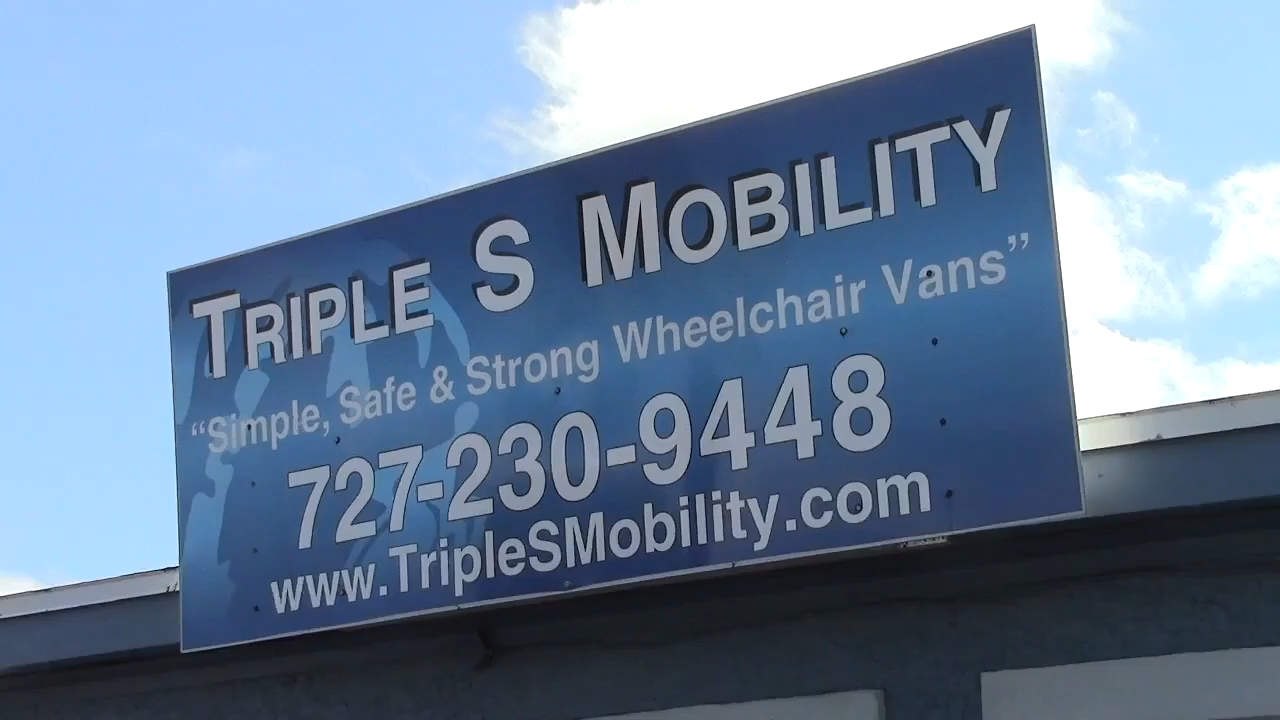 TRIPLE S MOBILITY
“Simple, Safe & Strong Wheelchair Vans”
727-230-9448
www.TripleSMobility.com